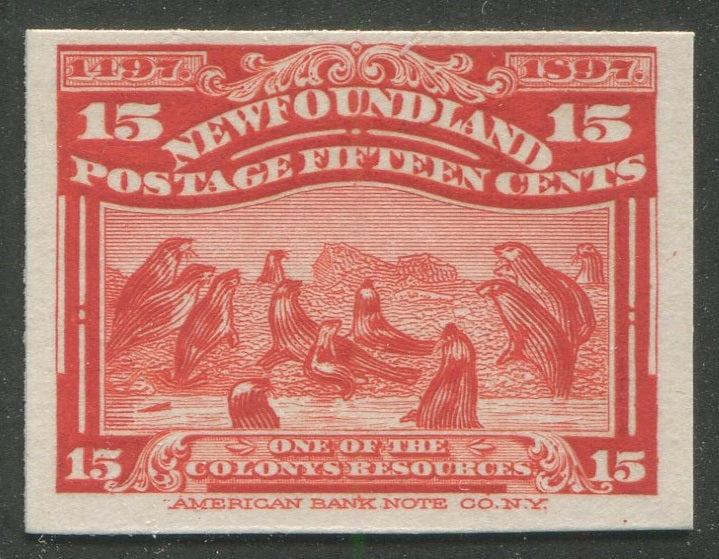 1497. 1897.
15 NEWFOUNDLAND 15
POSTAGE FIFTEEN CENTS
ONE OF THE
15 COLONYS RESOURCES 15
AMERICAN BANK NOTE CO. N.Y.